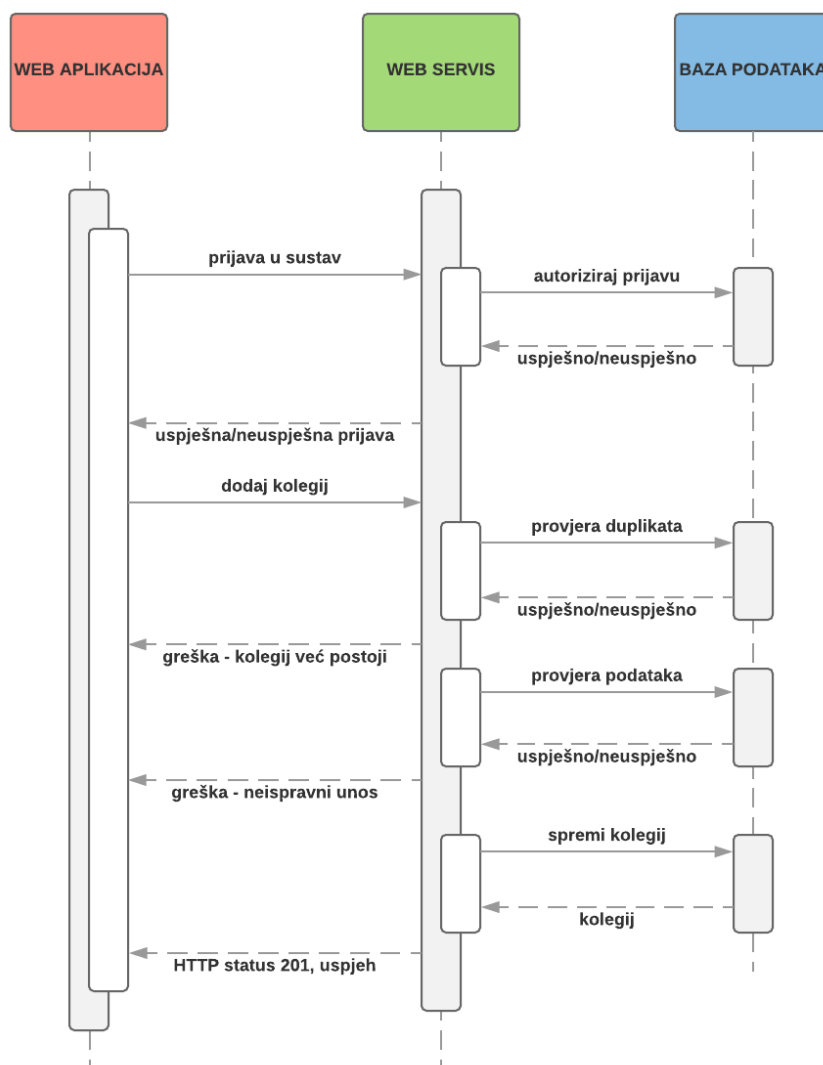 WEB APLIKACIJA
WEB SERVIS
BAZA PODATAKA
prijava u sustav
autoriziraj prijavu
uspješno/neuspješno
uspješna/neuspješna prijava
dodaj kolegij
provjera duplikata
uspješno/neuspješno
greška - kolegij već postoji
provjera podataka
uspješno/neuspješno
greška - neispravni unos
spremi kolegij
kolegij
HTTP status 201, uspjeh